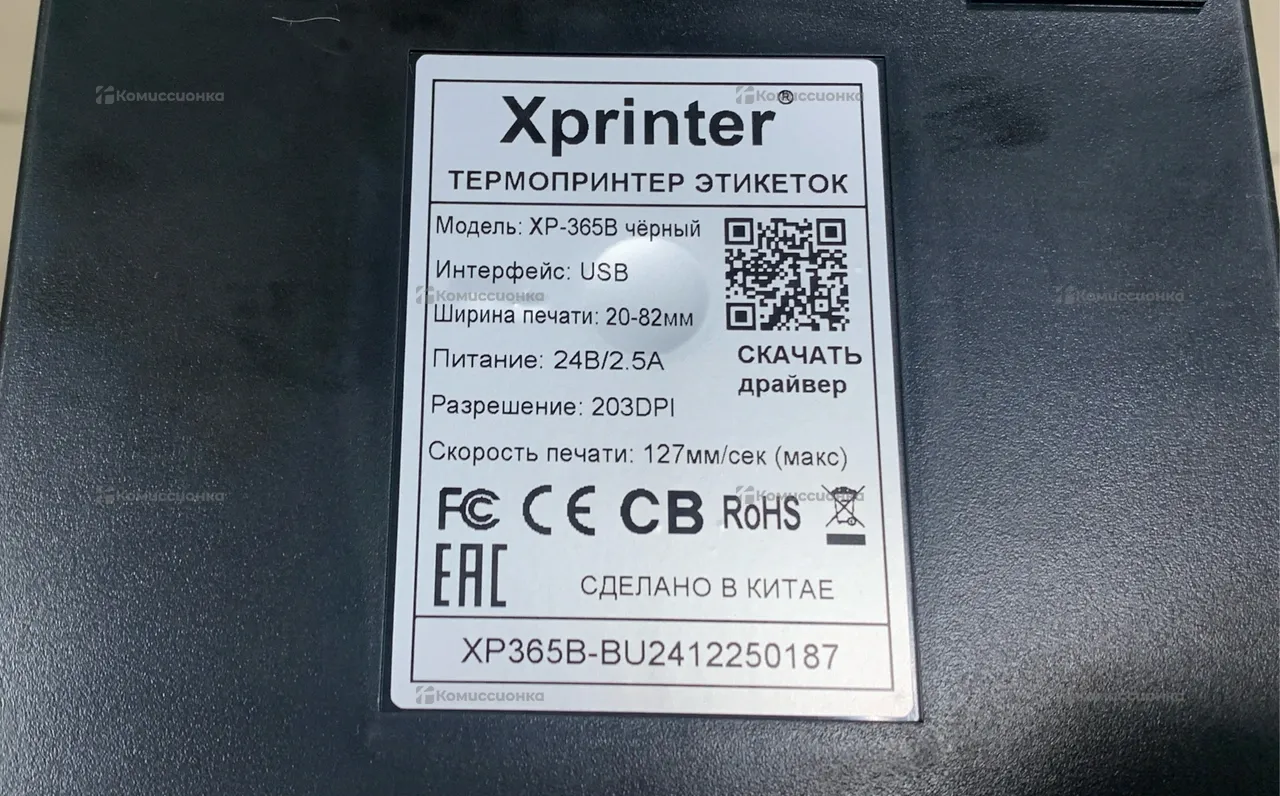 Xprinter®
ТЕРМОПРИНТЕР ЭТИКЕТОК
Модель: XP-365B чёрный
Интерфейс: USB
Ширина печати: 20-82мм
Питание: 24В/2.5А
Разрешение: 203DPI
Скорость печати: 127мм/сек (макс)
СКАЧАТЬ
драйвер
FC CE CB RoHS
EAC
СДЕЛАНО В КИТАЕ
XP365B-BU2412250187
Комиссионка
Комиссионка
Комиссионка
Комиссионка
Комиссионка
Комиссионка
Комиссионка